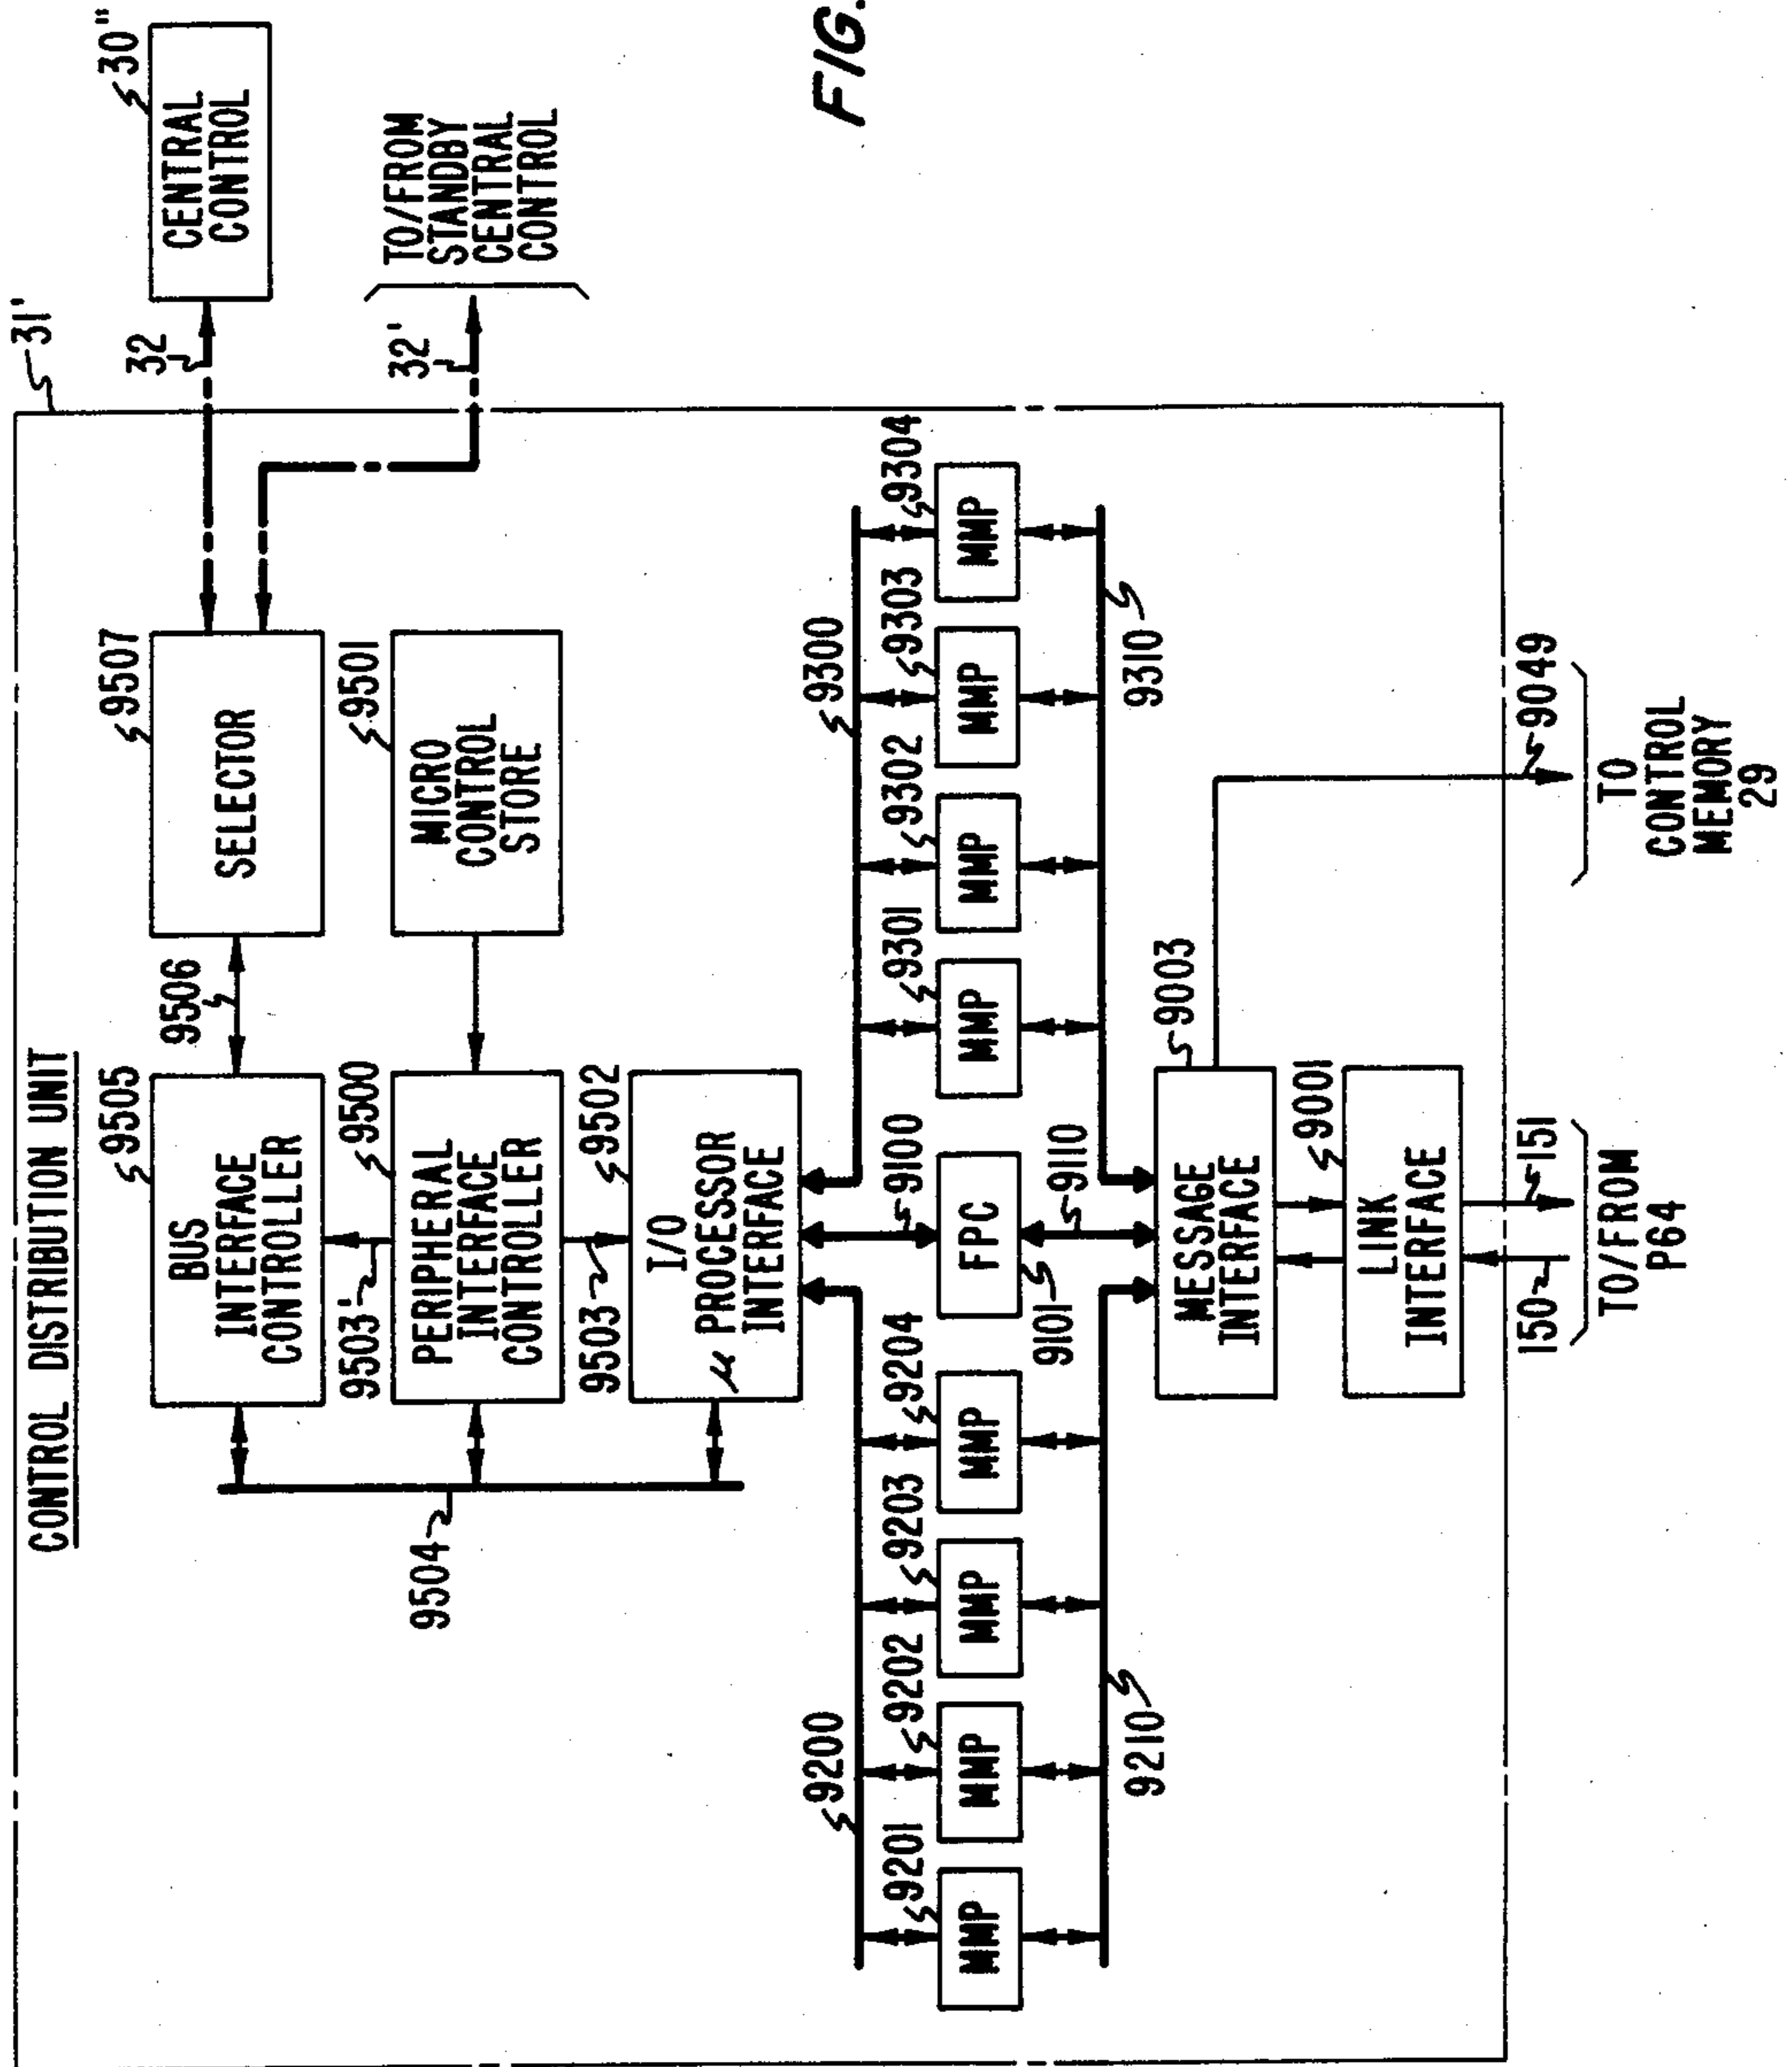 CONTROL DISTRIBUTION UNIT
31'
9505
BUS
INTERFACE
CONTROLLER
9506
9507
SELECTOR
32
30"
CENTRAL
CONTROL
9503'
9500
PERIPHERAL
INTERFACE
CONTROLLER
9501
MICRO
CONTROL
STORE
32'
TO/FROM
STANDBY
CENTRAL
CONTROL
9504
9503
9502
I/O
µ PROCESSOR
INTERFACE
9200
9100
9300
FIG.
9201
MMP
9202
MMP
9203
MMP
9204
MMP
9101
FPC
9301
MMP
9302
MMP
9303
MMP
9304
MMP
9210
9110
9310
9003
MESSAGE
INTERFACE
9001
LINK
INTERFACE
150
151
TO/FROM
P64
9049
TO
CONTROL
MEMORY
29